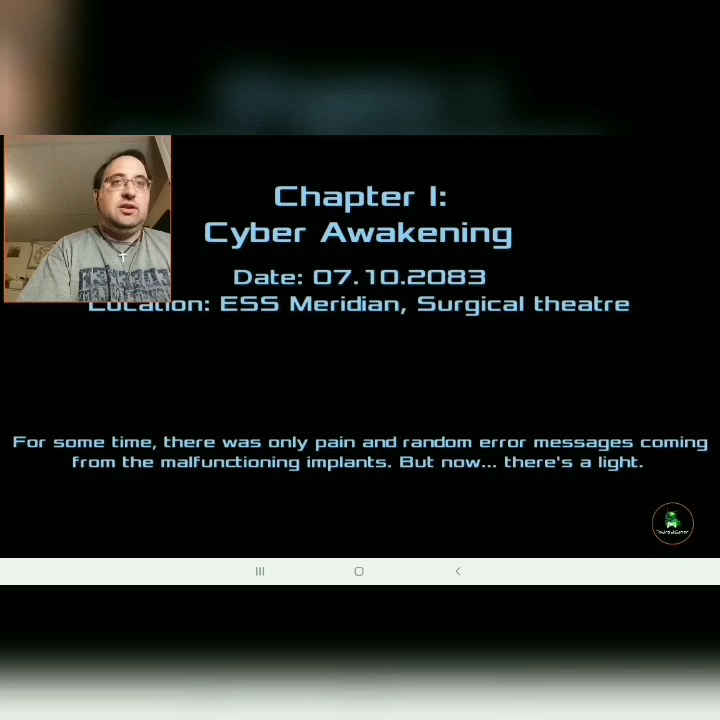 Chapter I:
Cyber Awakening
Date: 07.10.2083
Location: ESS Meridian, Surgical theatre
For some time, there was only pain and random error messages coming
from the malfunctioning implants. But now... there's a light.